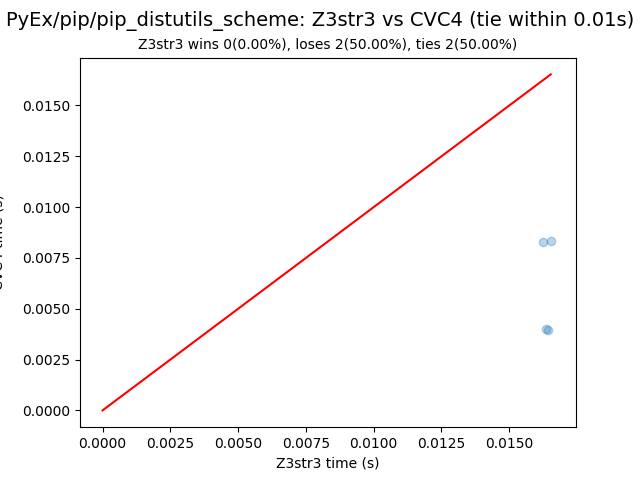 PyEx/pip/pip_distutils_scheme: Z3str3 vs CVC4 (tie within 0.01s)
Z3str3 wins 0(0.00%), loses 2(50.00%), ties 2(50.00%)
0.0150
0.0125
0.0100
0.0075
0.0050
0.0025
0.0000
0.0000 0.0025 0.0050 0.0075 0.0100 0.0125 0.0150
Z3str3 time (s)